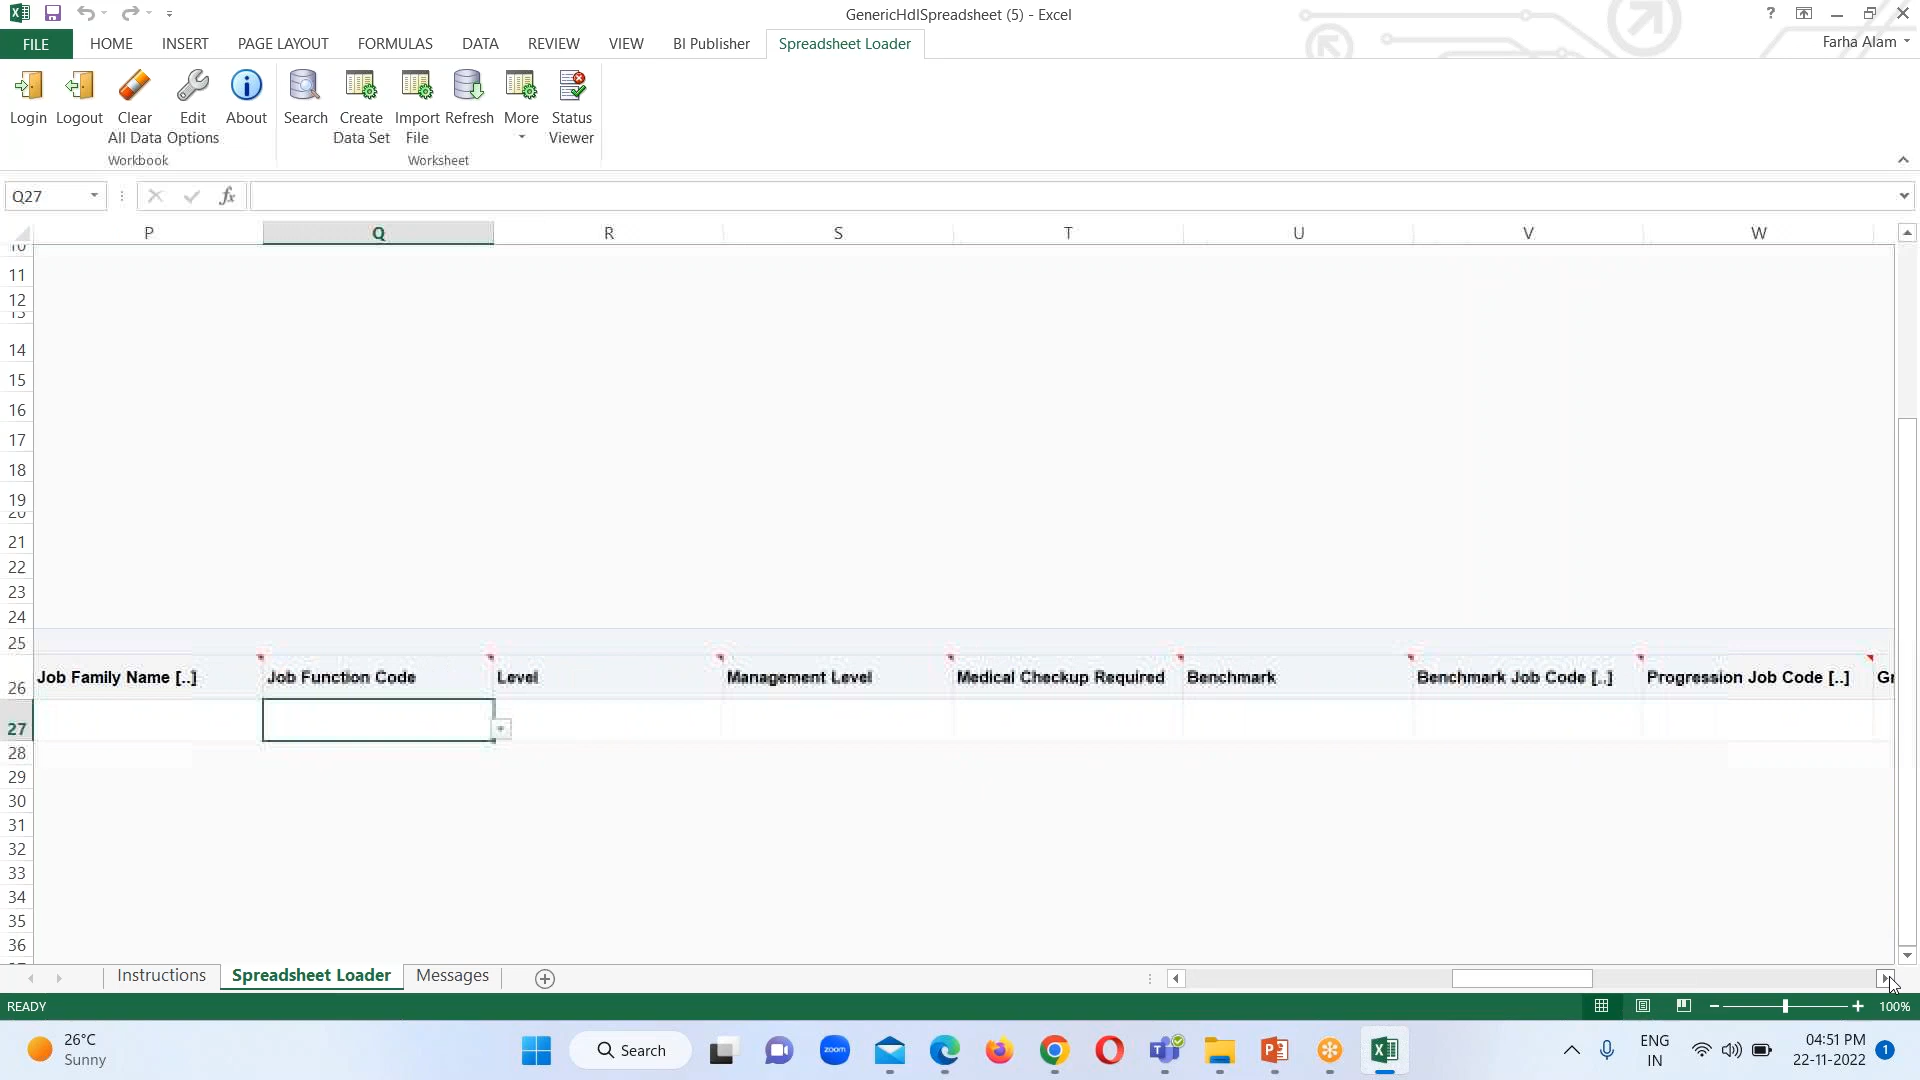 GenericHdlSpreadsheet (5) - Excel
?
FILE HOME INSERT PAGE LAYOUT FORMULAS DATA REVIEW VIEW BI Publisher Spreadsheet Loader
Farha Alam
Login Logout Clear All Data Edit Options About Search Create Data Set Import File Refresh More Status Viewer
Workbook Worksheet
Q27
fx
P Q R S T U V W
10
11
12
13
14
15
16
17
18
19
20
21
22
23
24
25
26 Job Family Name [..] Job Function Code Level Management Level Medical Checkup Required Benchmark Benchmark Job Code [..] Progression Job Code [..]
27
28
29
30
31
32
33
34
35
36
Instructions Spreadsheet Loader Messages
READY
100%
26°C
Sunny
Search
zoom
ENG
IN
04:51 PM
22-11-2022
1